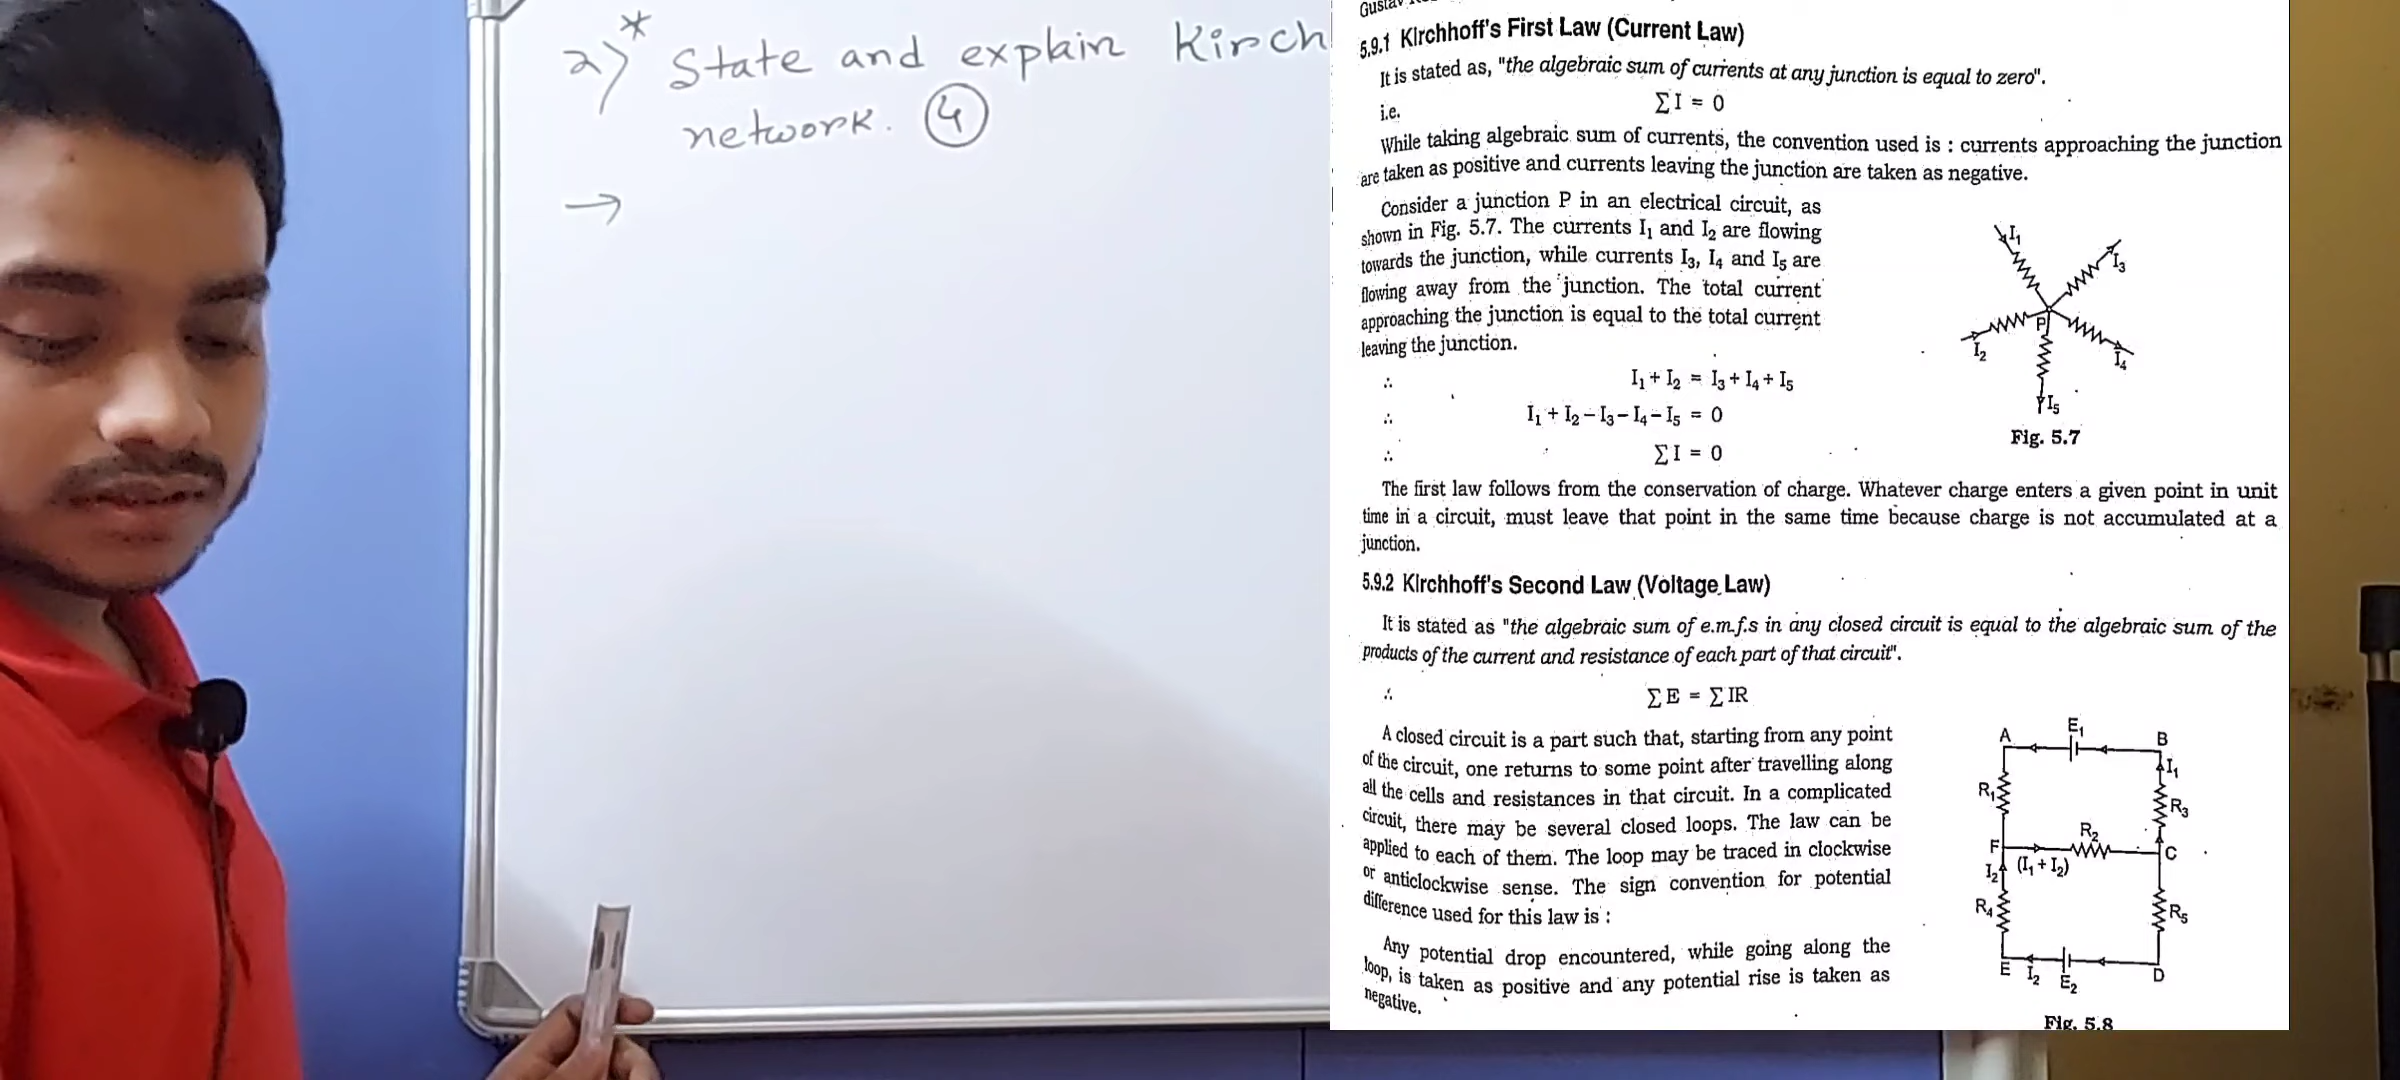 2)* State and explain Kirch
network. 4
→
5.9.1 Kirchhoff's First Law (Current Law)
It is stated as, "the algebraic sum of currents at any junction is equal to zero".
i.e. ∑ I = 0
While taking algebraic sum of currents, the convention used is : currents approaching the junction
are taken as positive and currents leaving the junction are taken as negative.
Consider a junction P in an electrical circuit, as
shown in Fig. 5.7. The currents I₁ and I₂ are flowing
towards the junction, while currents I₃, I₄ and I₅ are
flowing away from the junction. The total current
approaching the junction is equal to the total current
leaving the junction.
∴ I₁ + I₂ = I₃ + I₄ + I₅
∴ I₁ + I₂ – I₃ – I₄ – I₅ = 0
∴ ∑ I = 0
I₁
I₃
P
I₂
I₄
I₅
Fig. 5.7
The first law follows from the conservation of charge. Whatever charge enters a given point in unit
time in a circuit, must leave that point in the same time because charge is not accumulated at a
junction.
5.9.2 Kirchhoff's Second Law (Voltage Law)
It is stated as "the algebraic sum of e.m.f.s in any closed circuit is equal to the algebraic sum of the
products of the current and resistance of each part of that circuit".
∴ ∑ E = ∑ IR
A closed circuit is a part such that, starting from any point
of the circuit, one returns to some point after travelling along
all the cells and resistances in that circuit. In a complicated
circuit, there may be several closed loops. The law can be
applied to each of them. The loop may be traced in clockwise
or anticlockwise sense. The sign convention for potential
difference used for this law is :
Any potential drop encountered, while going along the
loop, is taken as positive and any potential rise is taken as
negative.
E₁
A B
I₁
R₁ R₃
R₂
F C
I₂ (I₁ + I₂)
R₄ R₅
E I₂ E₂ D
Fig. 5.8